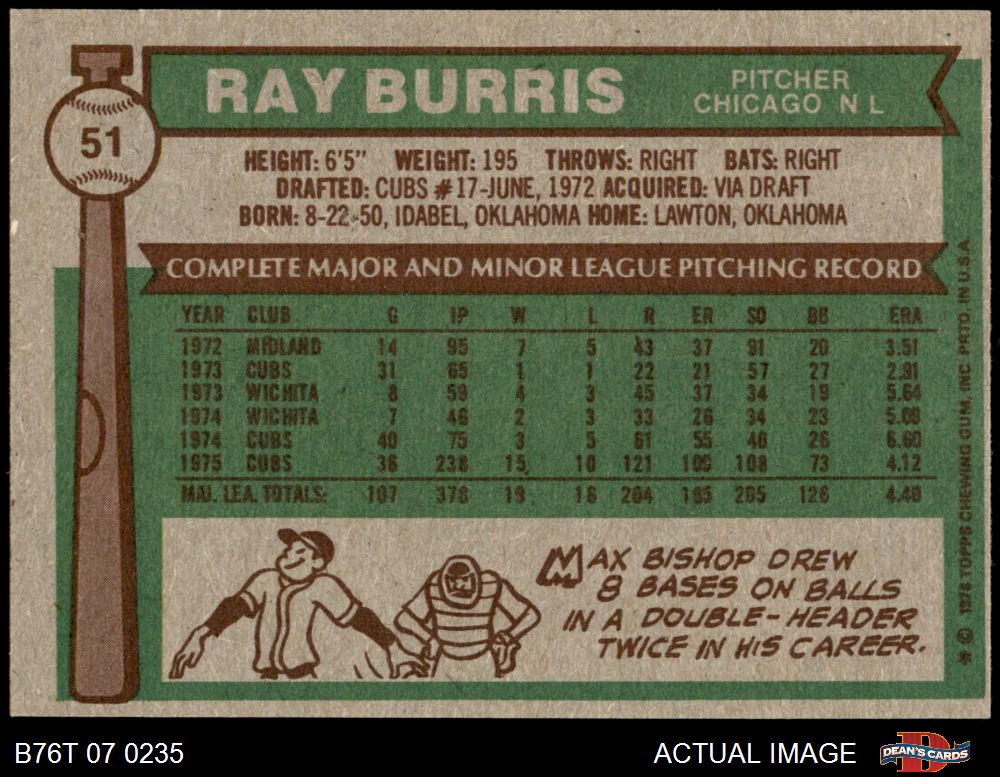 51
RAY BURRIS
PITCHER
CHICAGO N L
HEIGHT: 6'5" WEIGHT: 195 THROWS: RIGHT BATS: RIGHT
DRAFTED: CUBS #17-JUNE, 1972 ACQUIRED: VIA DRAFT
BORN: 8-22-50, IDABEL, OKLAHOMA HOME: LAWTON, OKLAHOMA
COMPLETE MAJOR AND MINOR LEAGUE PITCHING RECORD
YEAR CLUB G IP W L R ER SO BB ERA
1972 MIDLAND 14 95 7 5 43 37 91 20 3.51
1973 CUBS 31 65 1 1 22 21 57 27 2.91
1973 WICHITA 8 59 4 3 45 37 34 19 5.64
1974 WICHITA 7 46 2 3 33 26 34 23 5.09
1974 CUBS 40 75 3 5 61 55 40 26 6.60
1975 CUBS 36 238 15 10 121 109 108 73 4.12
MAJ. LEA. TOTALS: 107 378 19 16 204 185 205 126 4.40
MAX BISHOP DREW
8 BASES ON BALLS
IN A DOUBLE-HEADER
TWICE IN HIS CAREER.
* © 1976 TOPPS CHEWING GUM, INC. PRTD. IN U.S.A.
B76T 07 0235
ACTUAL IMAGE
D
DEAN'S CARDS